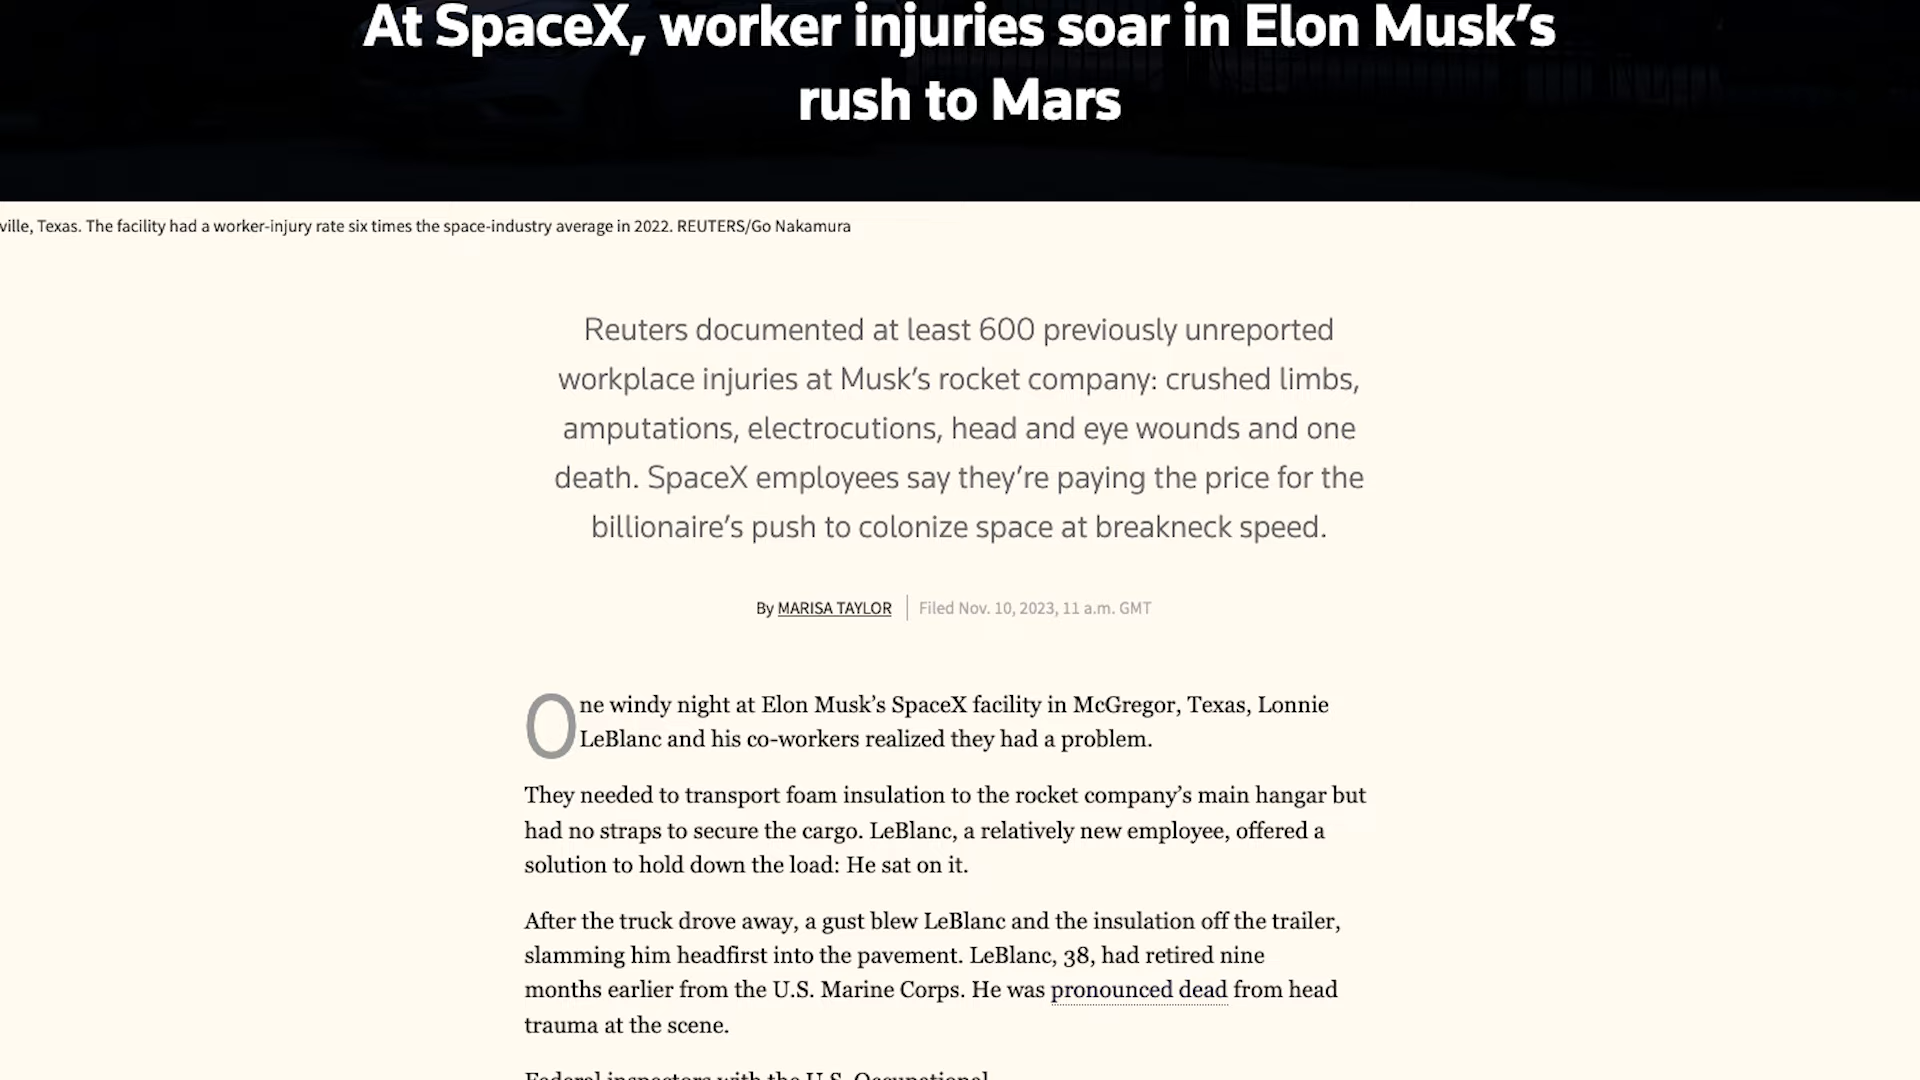 At SpaceX, worker injuries soar in Elon Musk’s
rush to Mars
ville, Texas. The facility had a worker-injury rate six times the space-industry average in 2022. REUTERS/Go Nakamura
Reuters documented at least 600 previously unreported
workplace injuries at Musk’s rocket company: crushed limbs,
amputations, electrocutions, head and eye wounds and one
death. SpaceX employees say they’re paying the price for the
billionaire’s push to colonize space at breakneck speed.
By MARISA TAYLOR | Filed Nov. 10, 2023, 11 a.m. GMT
One windy night at Elon Musk’s SpaceX facility in McGregor, Texas, Lonnie
LeBlanc and his co-workers realized they had a problem.
They needed to transport foam insulation to the rocket company’s main hangar but
had no straps to secure the cargo. LeBlanc, a relatively new employee, offered a
solution to hold down the load: He sat on it.
After the truck drove away, a gust blew LeBlanc and the insulation off the trailer,
slamming him headfirst into the pavement. LeBlanc, 38, had retired nine
months earlier from the U.S. Marine Corps. He was pronounced dead from head
trauma at the scene.
Federal inspectors with the U.S. Occupational